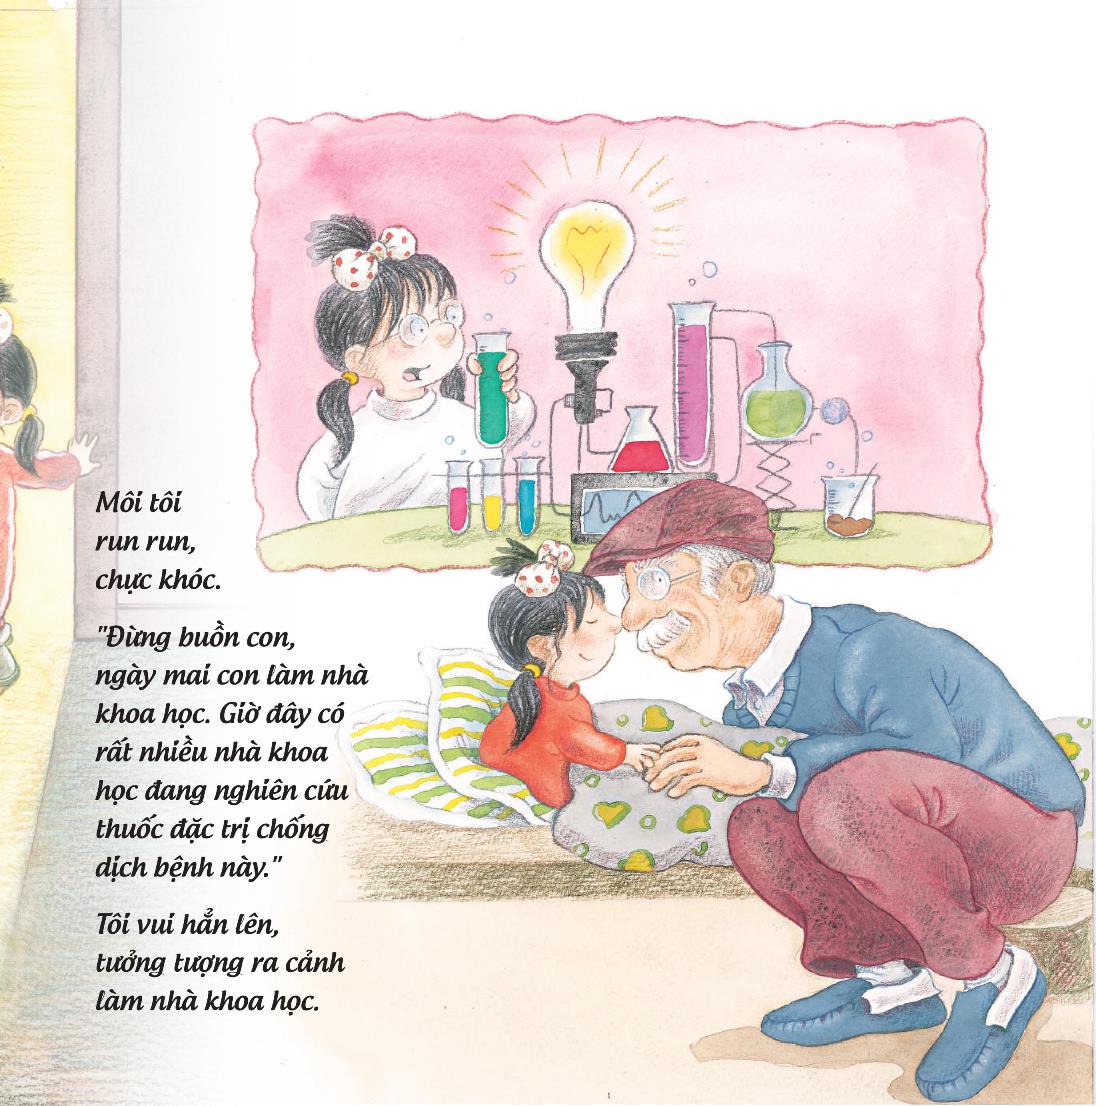 Môi tôi
run run,
chực khóc.
"Đừng buồn con,
ngày mai con làm nhà
khoa học. Giờ đây có
rất nhiều nhà khoa
học đang nghiên cứu
thuốc đặc trị chống
dịch bệnh này."
Tôi vui hẳn lên,
tưởng tượng ra cảnh
làm nhà khoa học.